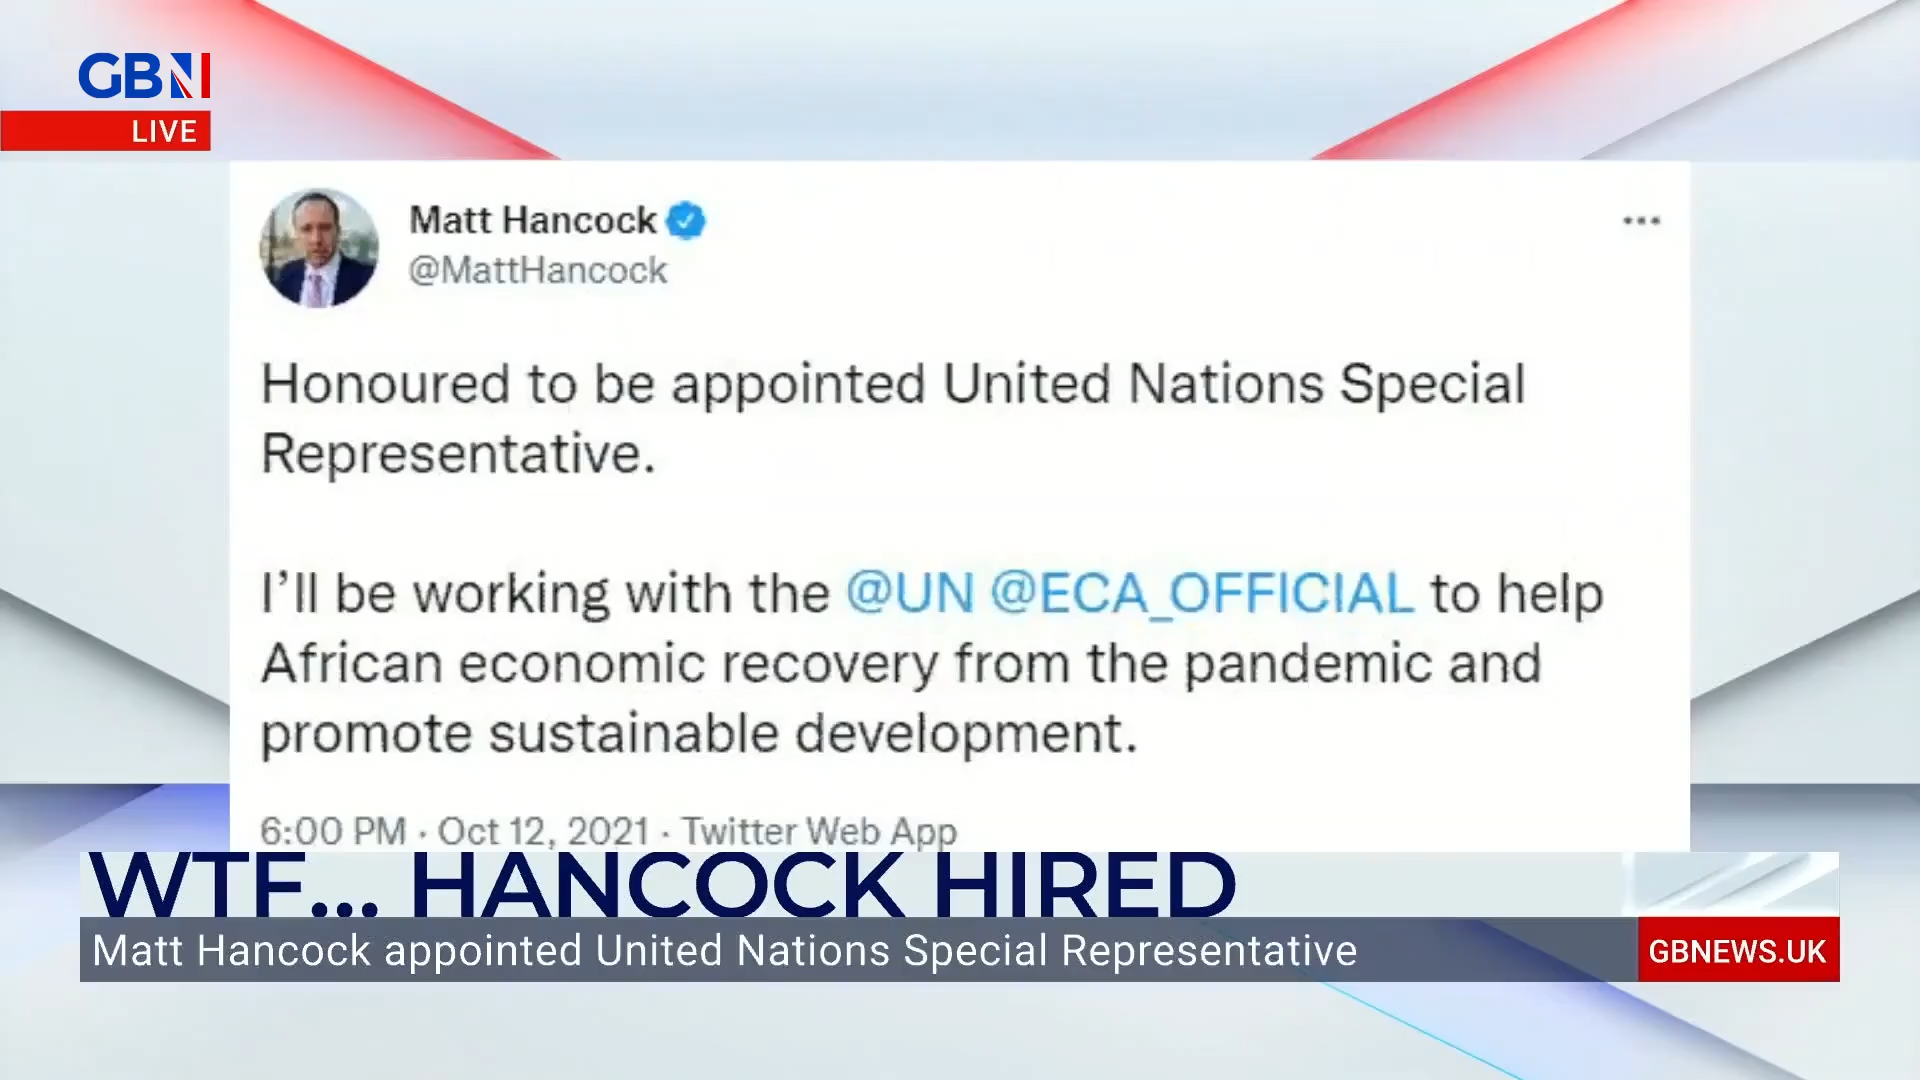 GBN
LIVE
Matt Hancock
@MattHancock
Honoured to be appointed United Nations Special
Representative.
I’ll be working with the @UN @ECA_OFFICIAL to help
African economic recovery from the pandemic and
promote sustainable development.
6:00 PM · Oct 12, 2021 · Twitter Web App
WTF... HANCOCK HIRED
Matt Hancock appointed United Nations Special Representative
GBNEWS.UK